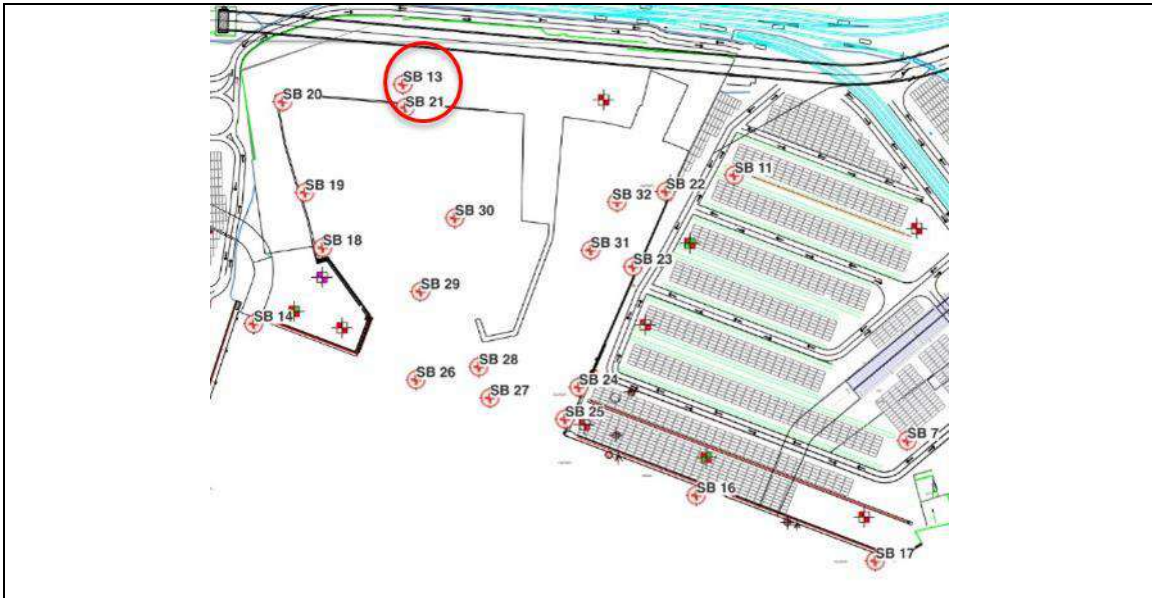 SB 13
SB 20
SB 21
SB 11
SB 19
SB 22
SB 32
SB 30
SB 18
SB 31
SB 23
SB 29
SB 14
SB 28
SB 26
SB 24
SB 27
SB 25
SB 7
SB 16
SB 17